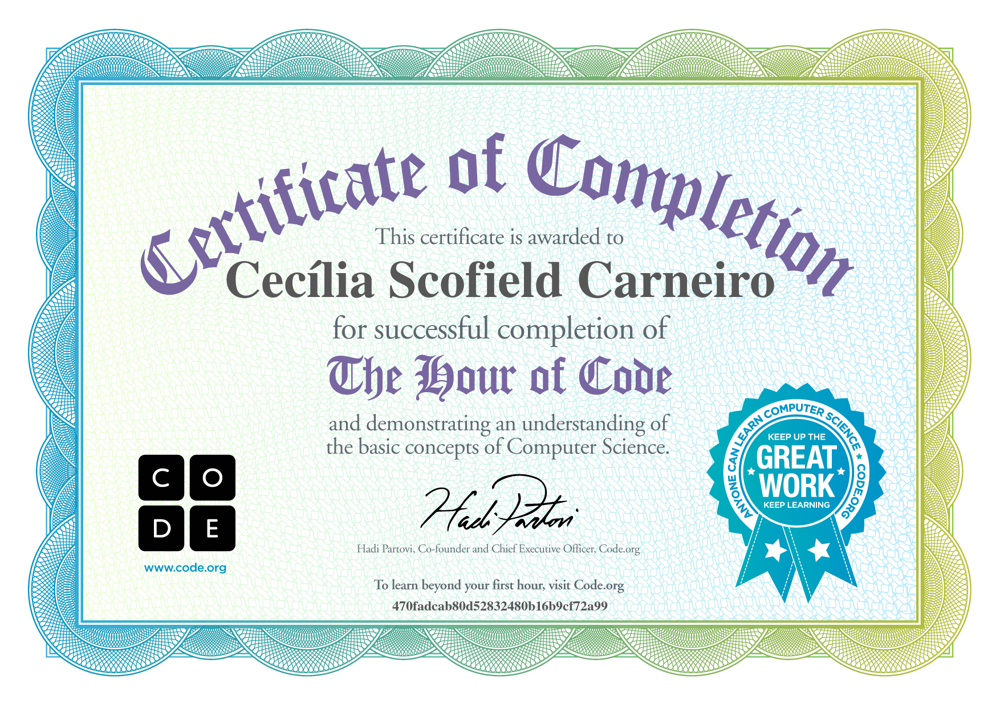 Certificate of Completion
This certificate is awarded to
Cecília Scofield Carneiro
for successful completion of
The Hour of Code
and demonstrating an understanding of
the basic concepts of Computer Science.
C O
D E
www.code.org
Hadi Partovi
Hadi Partovi, Co-founder and Chief Executive Officer, Code.org
To learn beyond your first hour, visit Code.org
470fadcab80d52832480b16b9cf72a99
ANYONE CAN LEARN COMPUTER SCIENCE ★ CODE.ORG
KEEP UP THE
GREAT
WORK
KEEP LEARNING